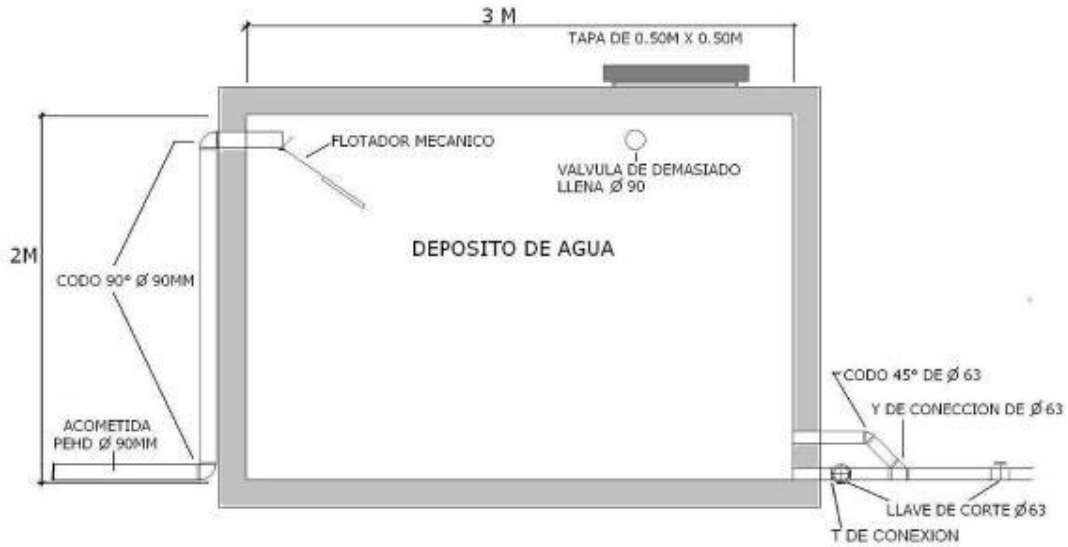 3 M
TAPA DE 0.50M X 0.50M
FLOTADOR MECANICO
VALVULA DE DEMASIADO
LLENA Ø 90
2M
DEPOSITO DE AGUA
CODO 90° Ø 90MM
CODO 45° DE Ø 63
Y DE CONECCION DE Ø 63
ACOMETIDA
PEHD Ø 90MM
LLAVE DE CORTE Ø63
T DE CONEXION